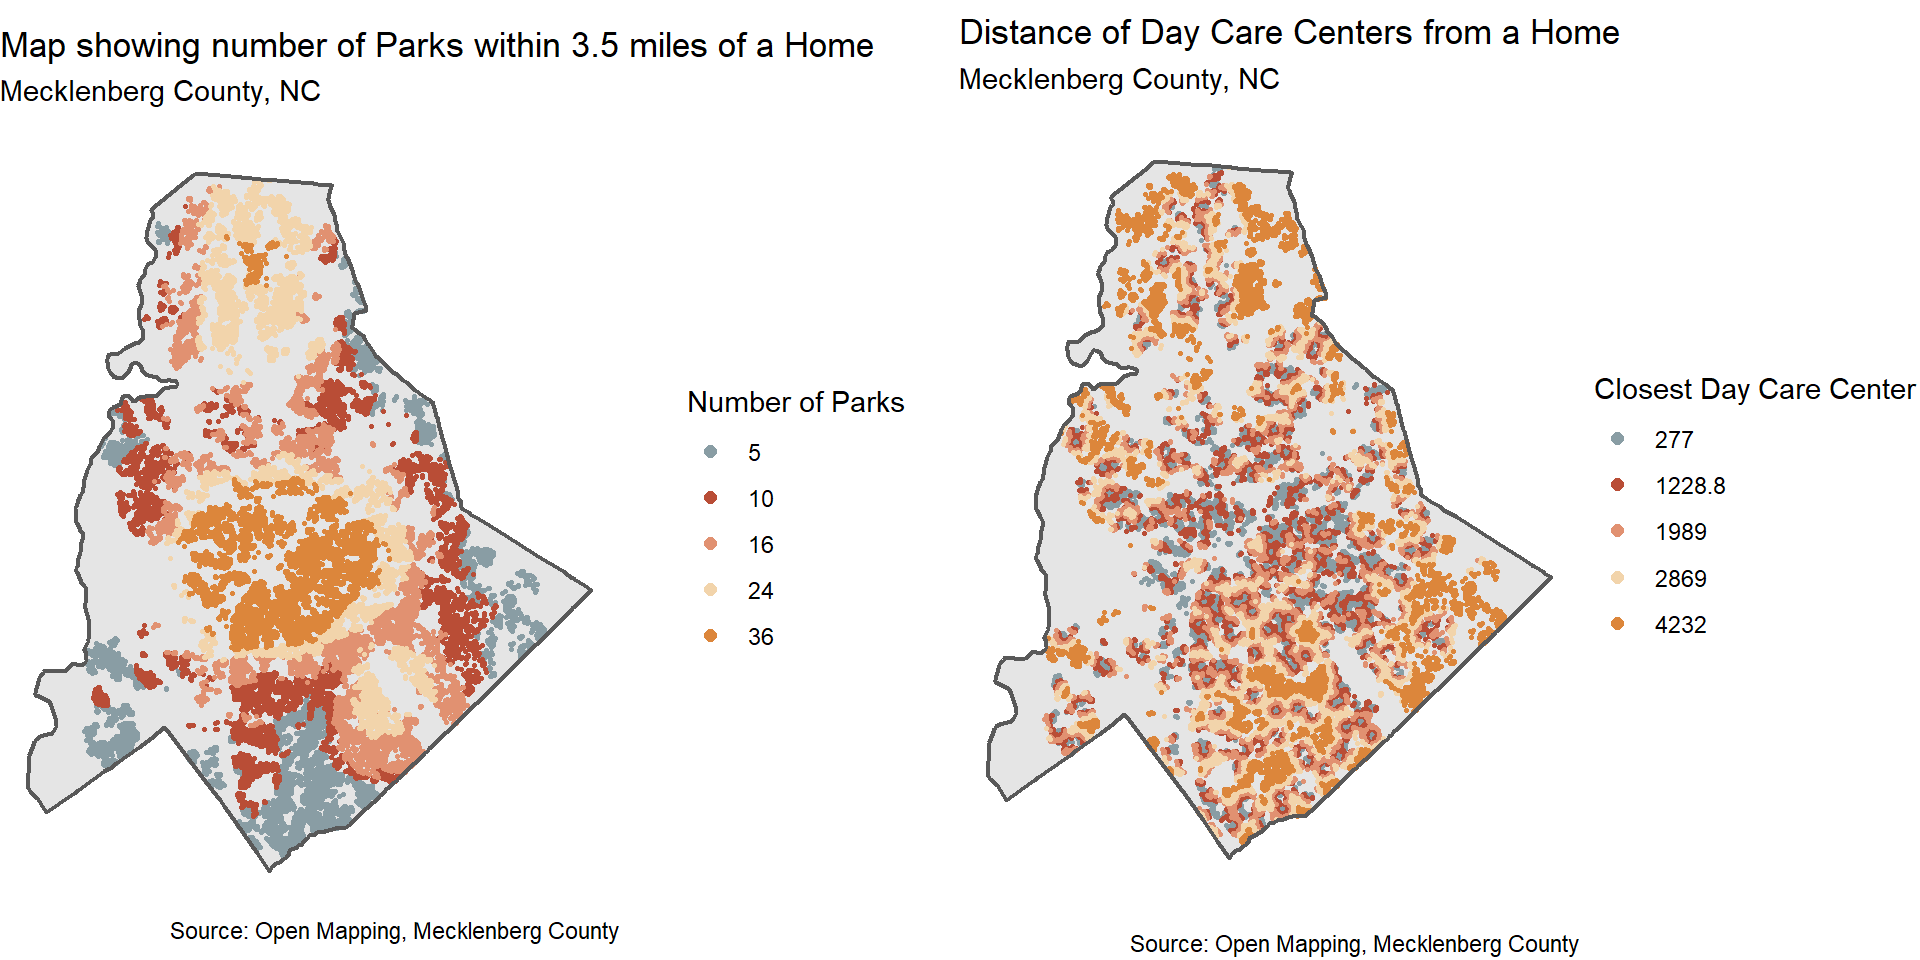 Map showing number of Parks within 3.5 miles of a Home
Mecklenberg County, NC
Number of Parks
5
10
16
24
36
Source: Open Mapping, Mecklenberg County
Distance of Day Care Centers from a Home
Mecklenberg County, NC
Closest Day Care Center
277
1228.8
1989
2869
4232
Source: Open Mapping, Mecklenberg County